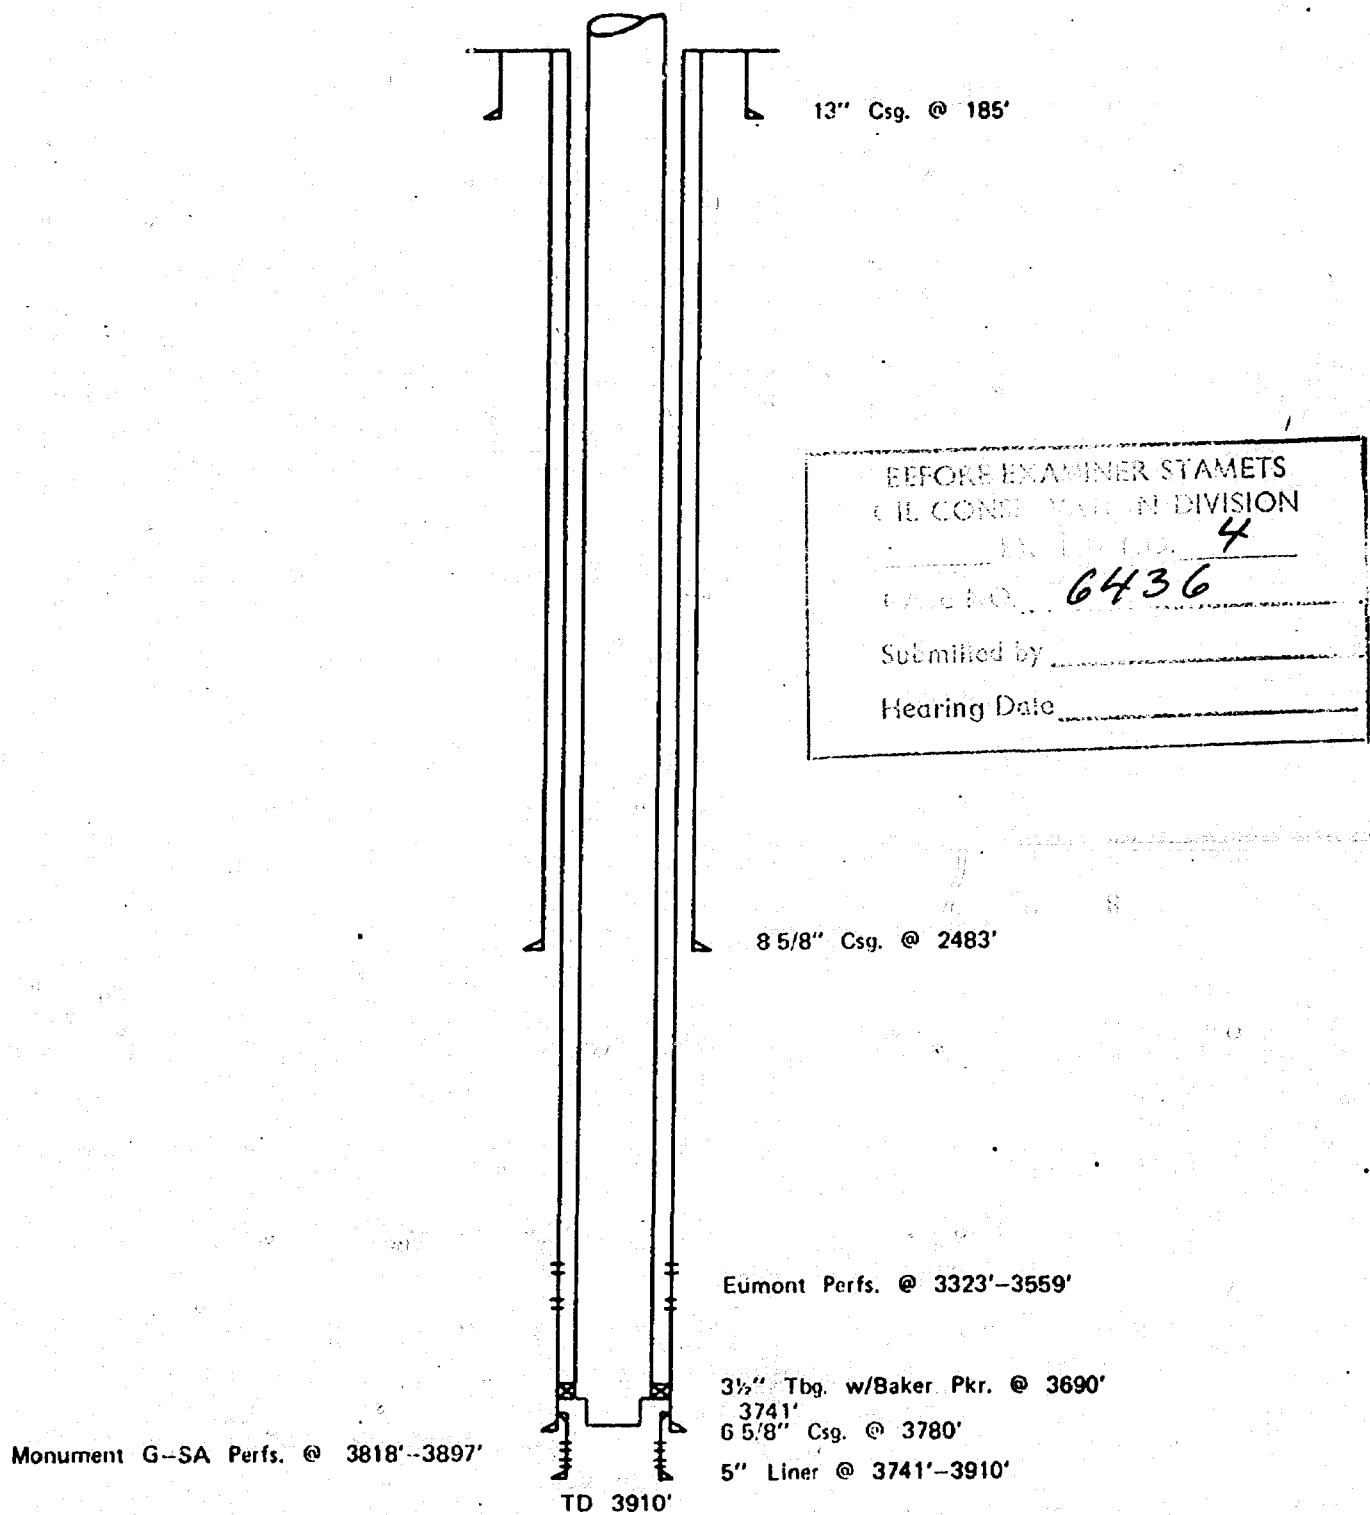 13" Csg. @ 185'
BEFORE EXAMINER STAMETS
DIVISION
4
6436
Submitted by
Hearing Date
8 5/8" Csg. @ 2483'
Eumont Perfs. @ 3323'-3559'
3½" Tbg. w/Baker Pkr. @ 3690'
3741'
6 5/8" Csg. @ 3780'
Monument G-SA Perfs. @ 3818'-3897'
5" Liner @ 3741'-3910'
TD 3910'